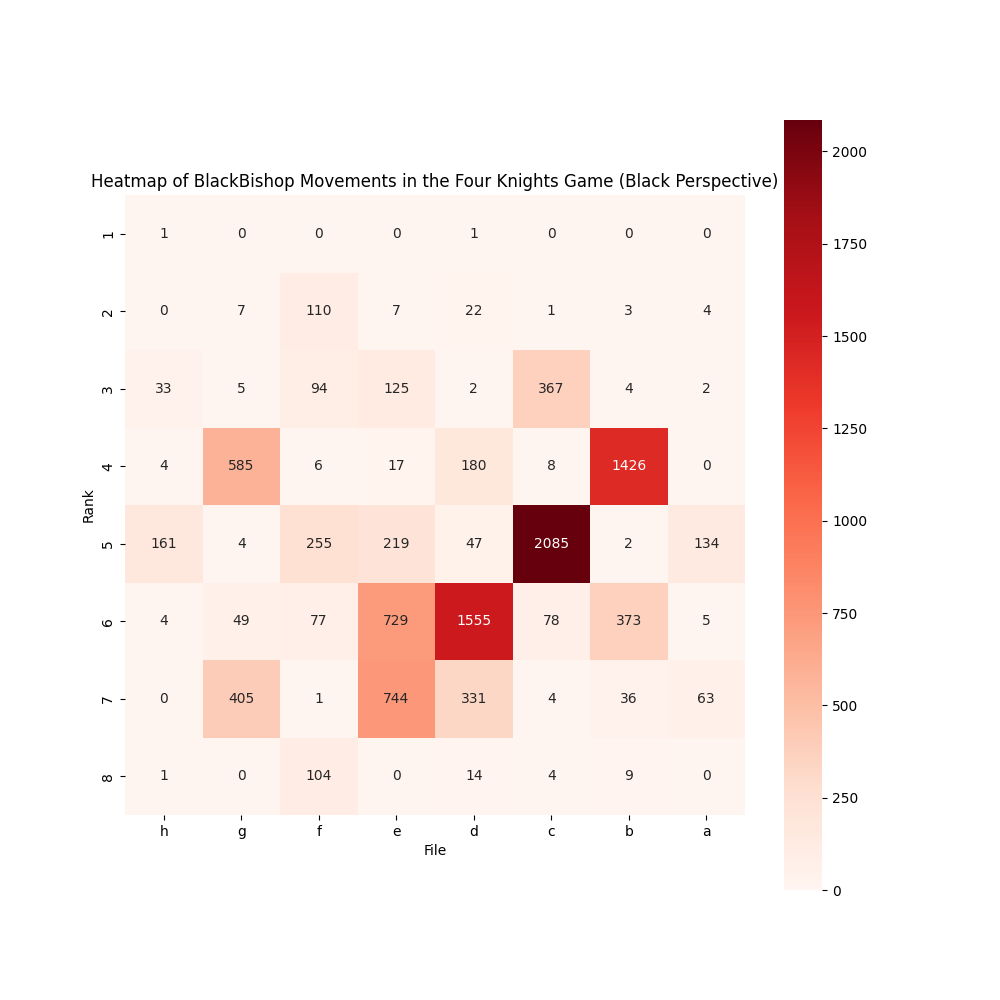 Heatmap of BlackBishop Movements in the Four Knights Game (Black Perspective)
2000
1750
1500
1250
1000
750
500
250
0
Rank
1 1 0 0 0 1 0 0 0
2 0 7 110 7 22 1 3 4
3 33 5 94 125 2 367 4 2
4 4 585 6 17 180 8 1426 0
5 161 4 255 219 47 2085 2 134
6 4 49 77 729 1555 78 373 5
7 0 405 1 744 331 4 36 63
8 1 0 104 0 14 4 9 0
h g f e d c b a
File